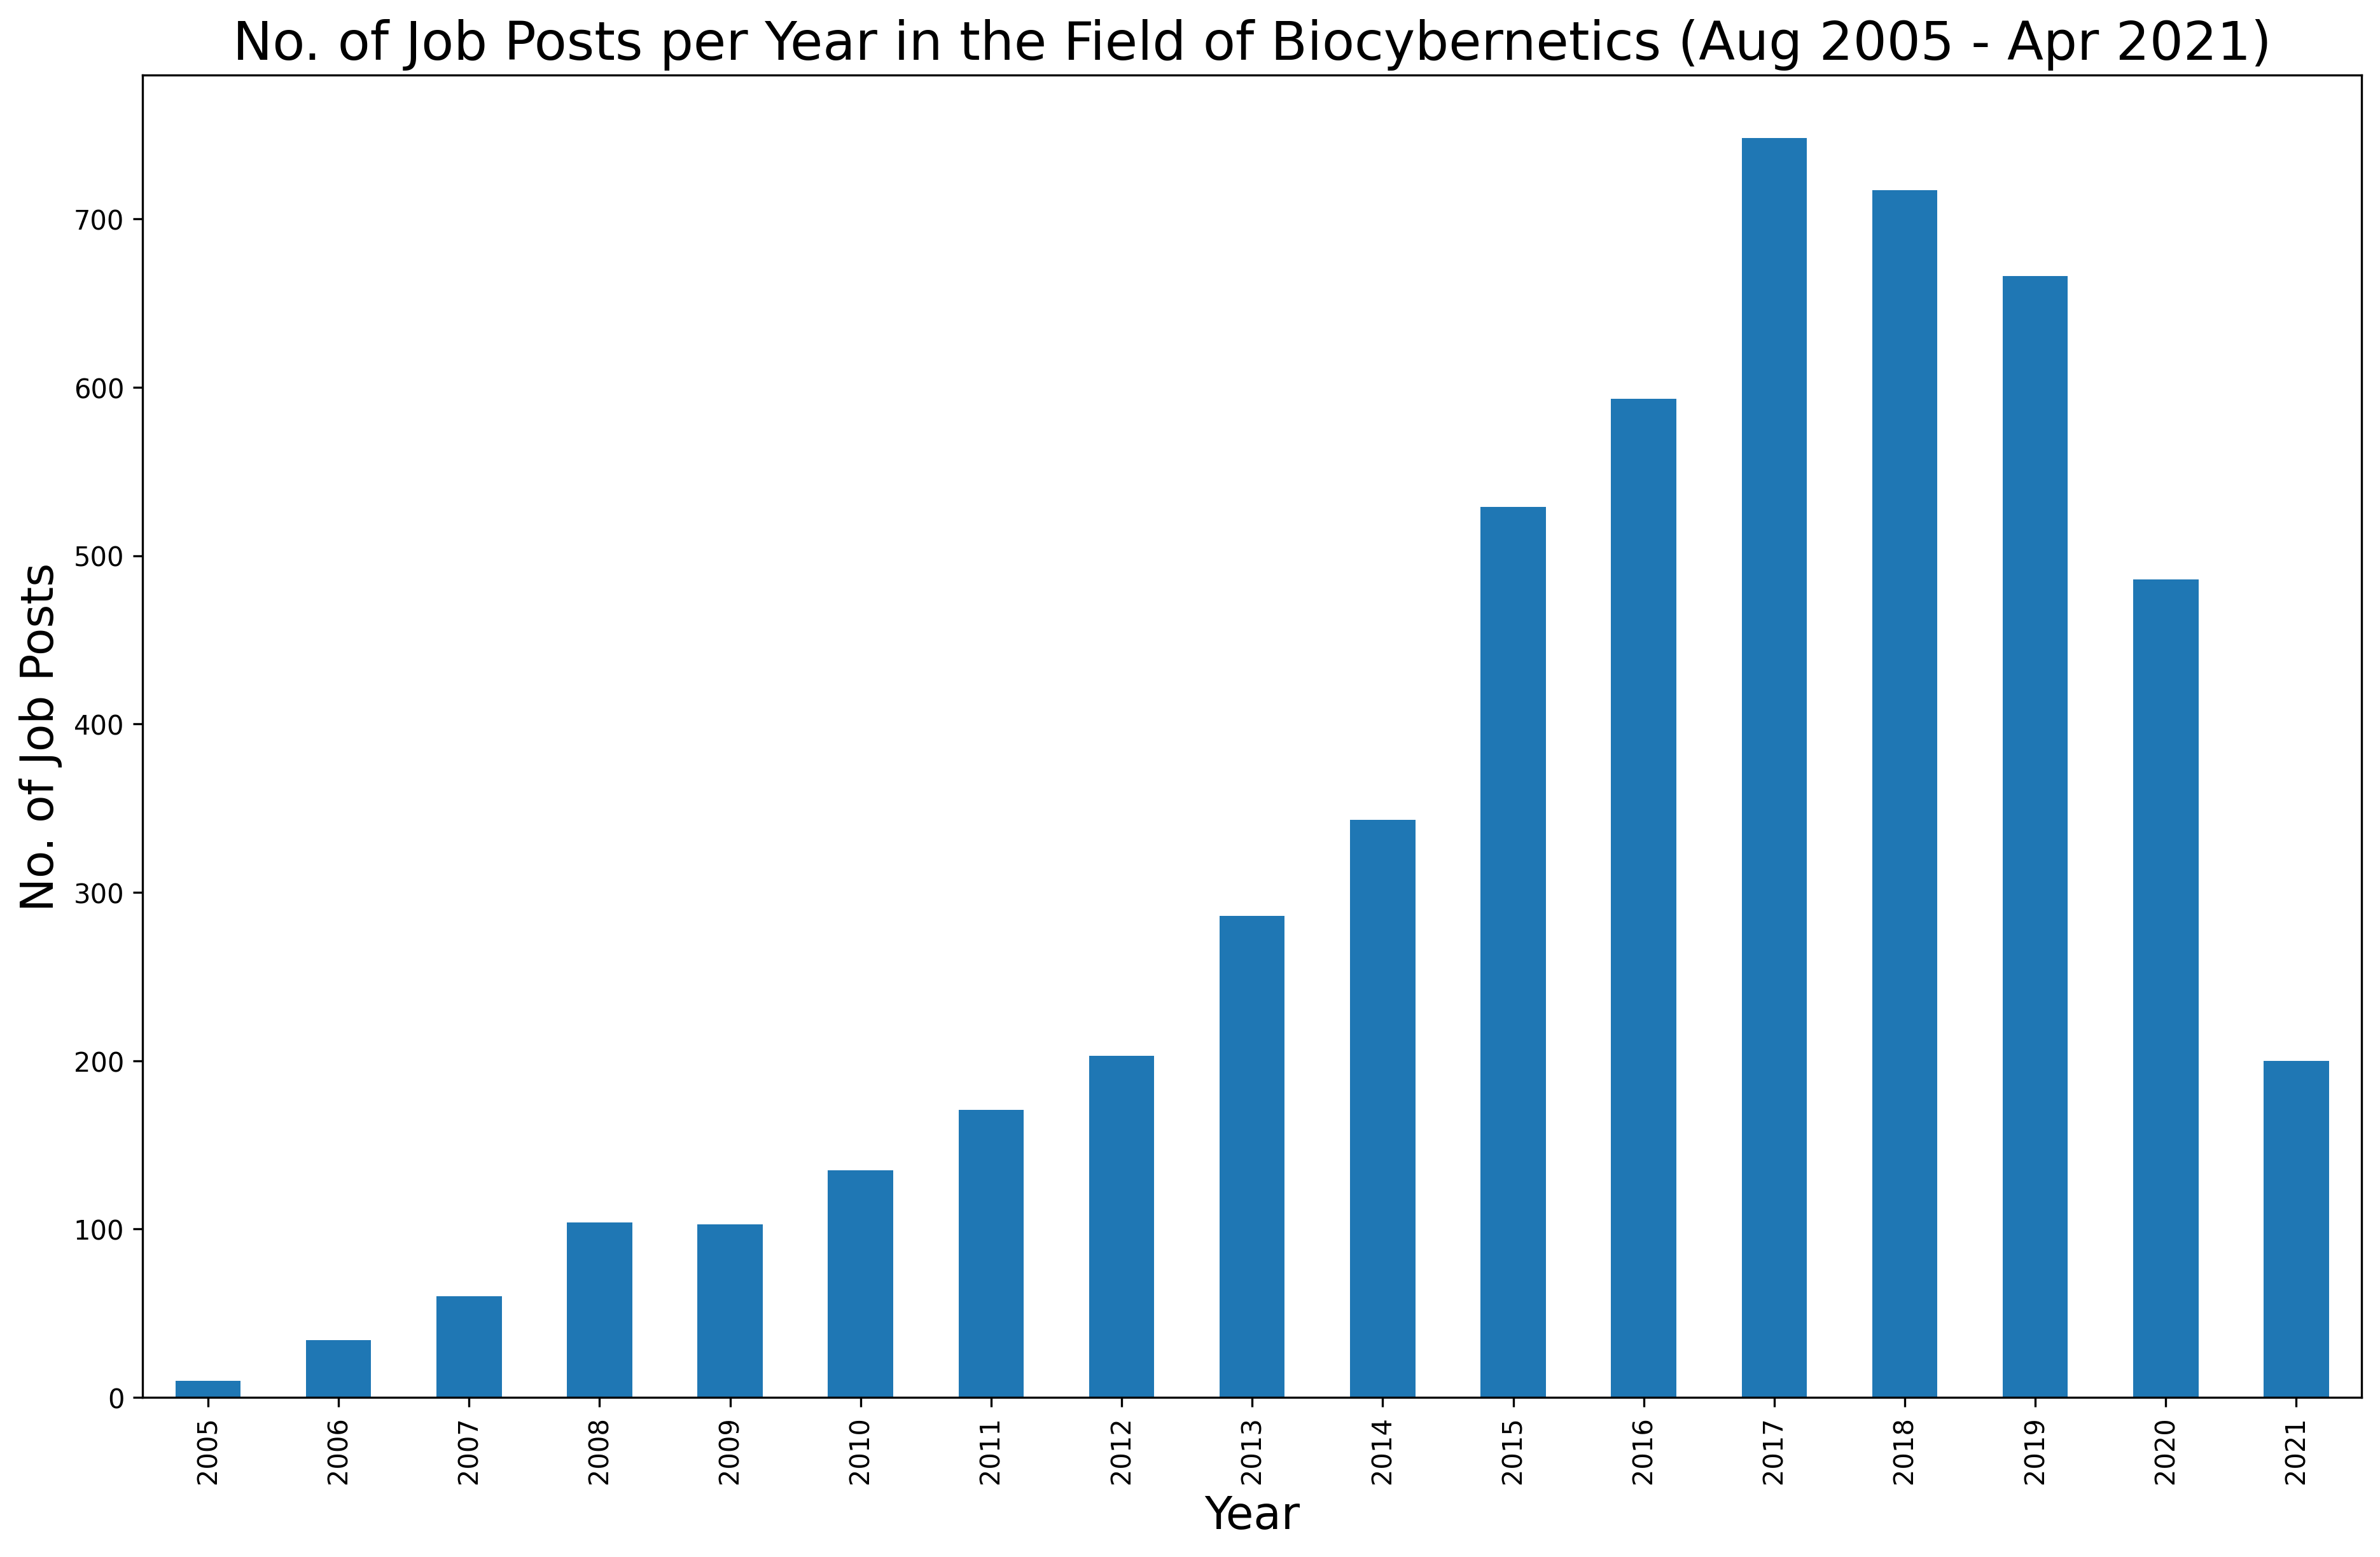 No. of Job Posts per Year in the Field of Biocybernetics (Aug 2005 - Apr 2021)
No. of Job Posts
700
600
500
400
300
200
100
0
2005 2006 2007 2008 2009 2010 2011 2012 2013 2014 2015 2016 2017 2018 2019 2020 2021
Year